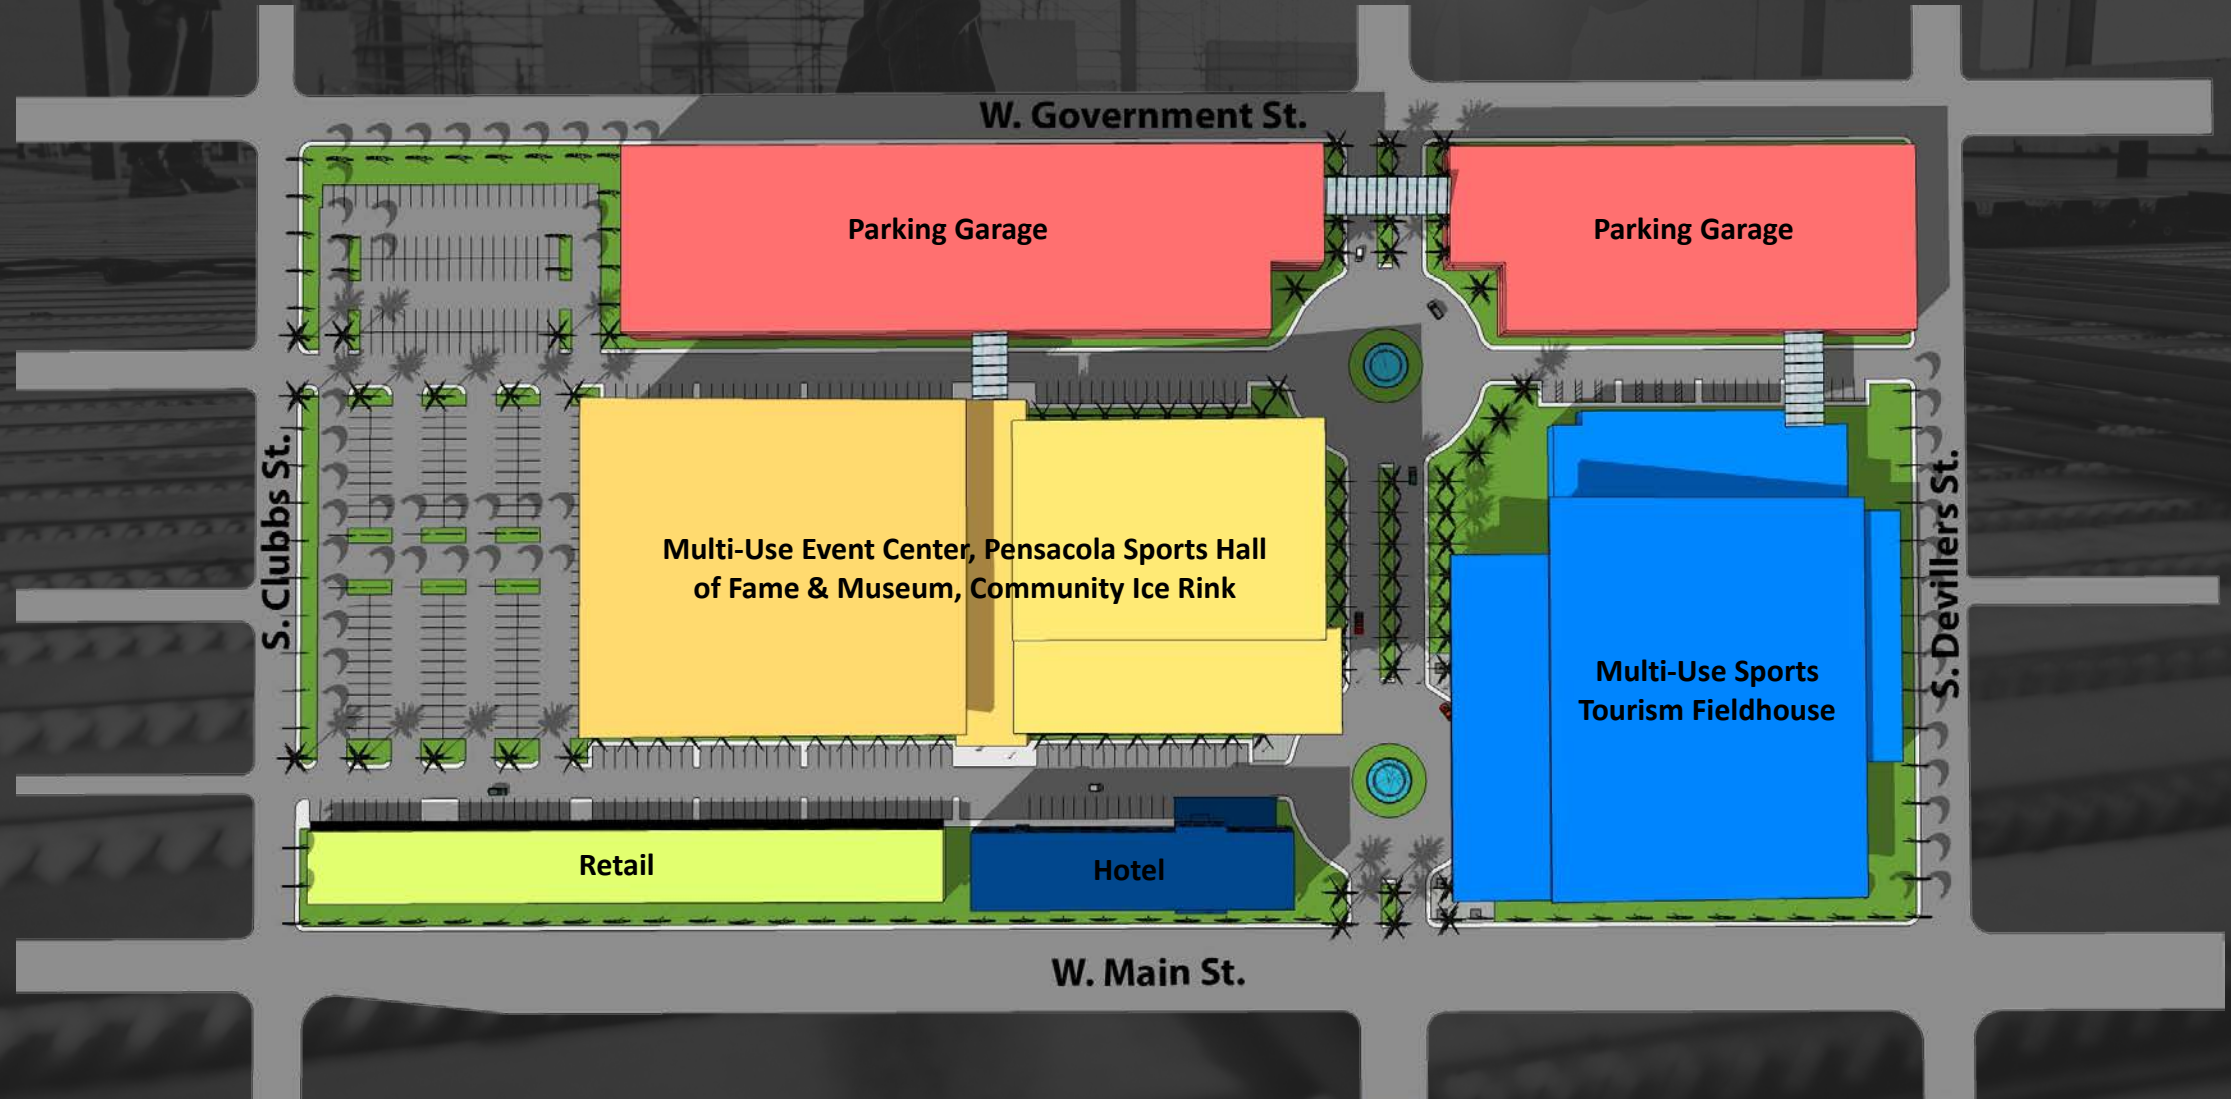 W. Government St.
Parking Garage
Parking Garage
S. Clubbs St.
Multi-Use Event Center, Pensacola Sports Hall
of Fame & Museum, Community Ice Rink
S. Devillers St.
Multi-Use Sports
Tourism Fieldhouse
Retail
Hotel
W. Main St.